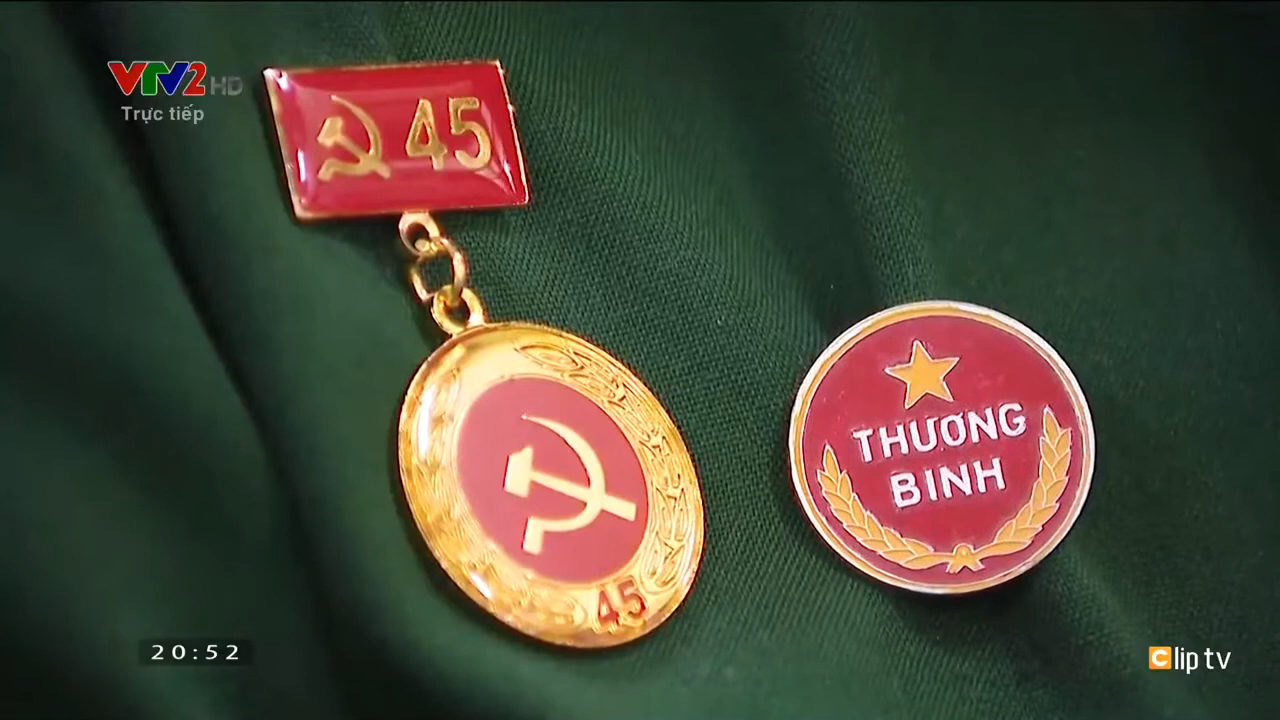 VTV2 HD
Trực tiếp
45
THƯƠNG
BINH
45
20:52
Clip tv